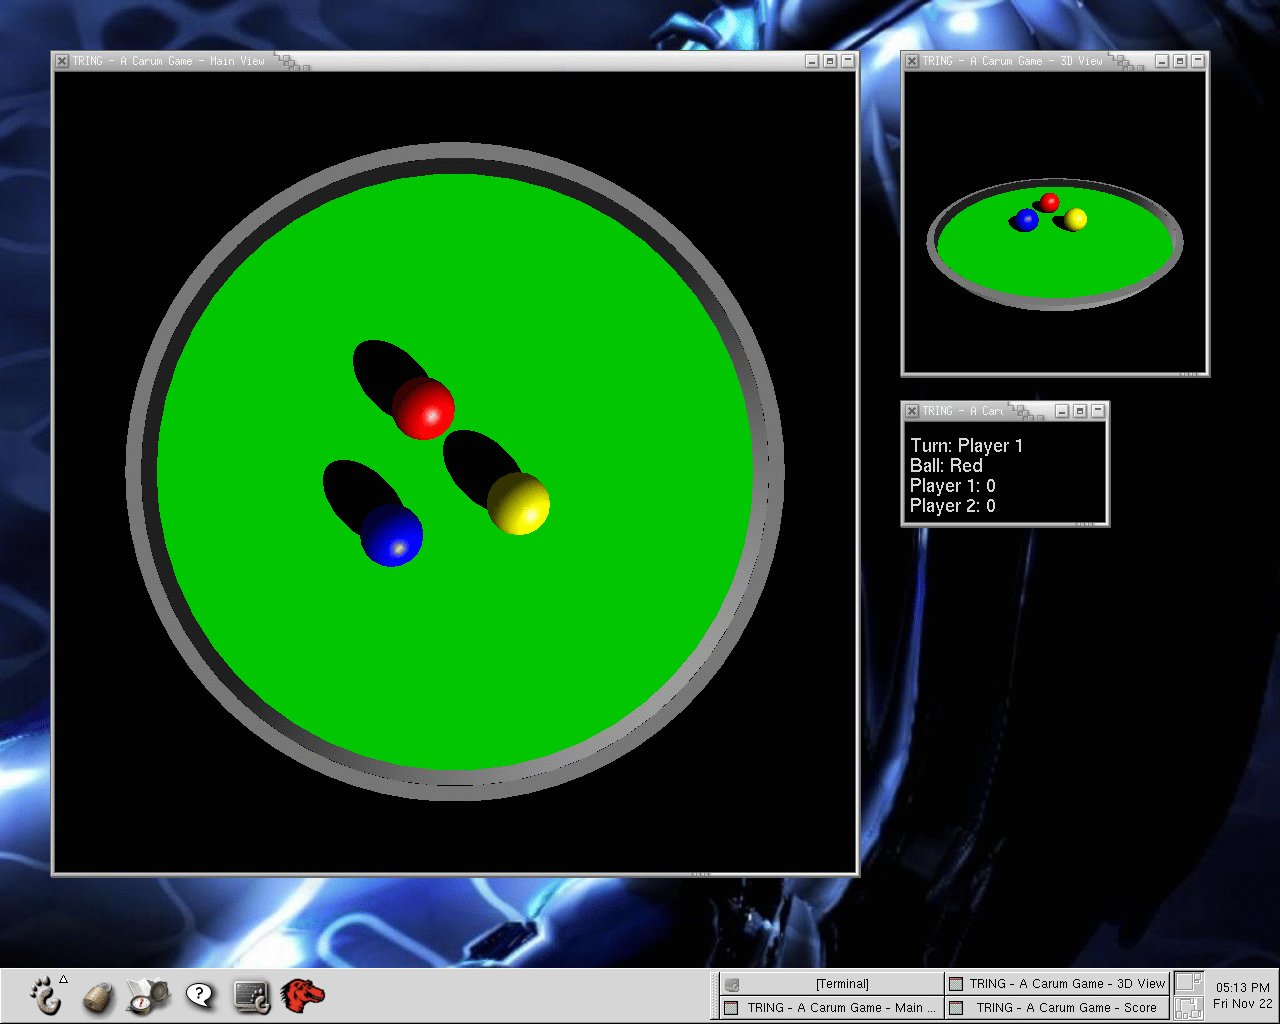 TRING - A Carum Game - Main View
TRING - A Carum Game - 3D View
TRING - A Caru
Turn: Player 1
Ball: Red
Player 1: 0
Player 2: 0
[Terminal]
TRING - A Carum Game - 3D View
TRING - A Carum Game - Main ...
TRING - A Carum Game - Score
05:13 PM
Fri Nov 22